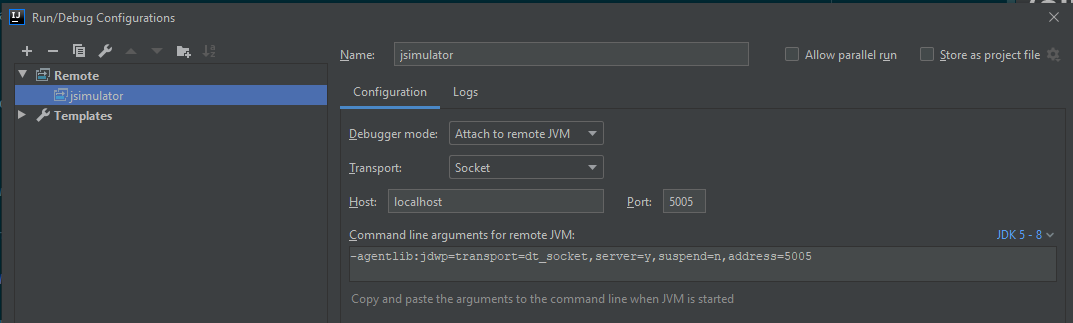 IJ
Run/Debug Configurations
Remote
jsimulator
Templates
Name: jsimulator Allow parallel run Store as project file
Configuration Logs
Debugger mode: Attach to remote JVM
Transport: Socket
Host: localhost Port: 5005
Command line arguments for remote JVM: JDK 5 - 8
-agentlib:jdwp=transport=dt_socket,server=y,suspend=n,address=5005
Copy and paste the arguments to the command line when JVM is started